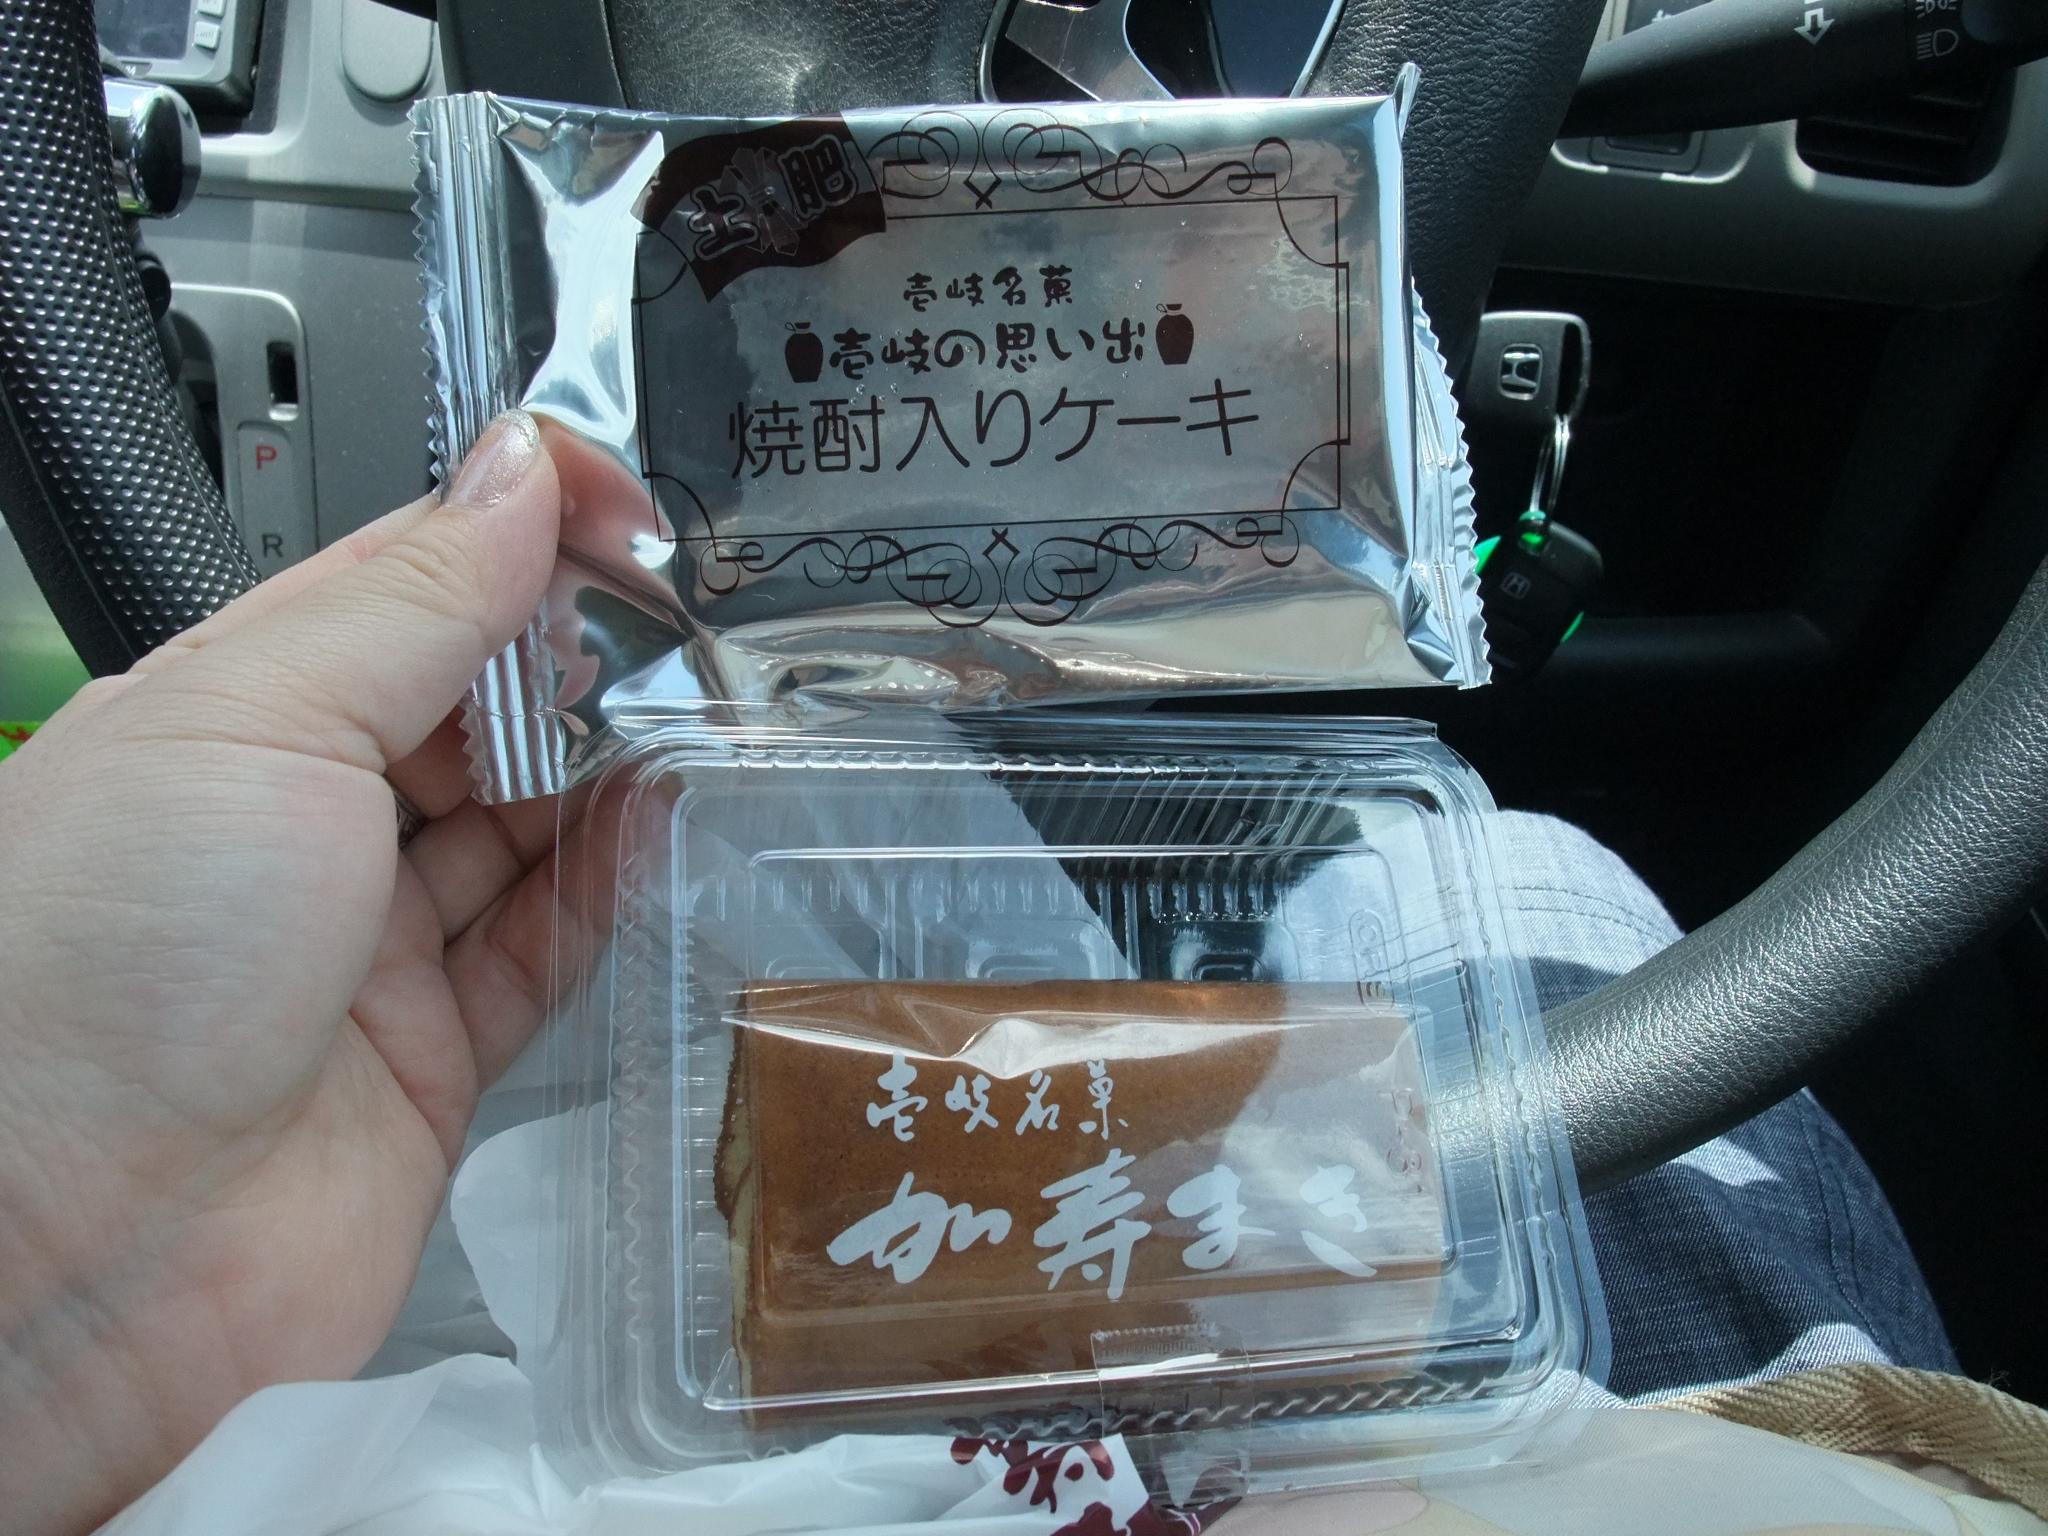 土肥
壱岐名菓
壱岐の思い出
焼酎入りケーキ
P
R
壱岐名菓
加寿まき